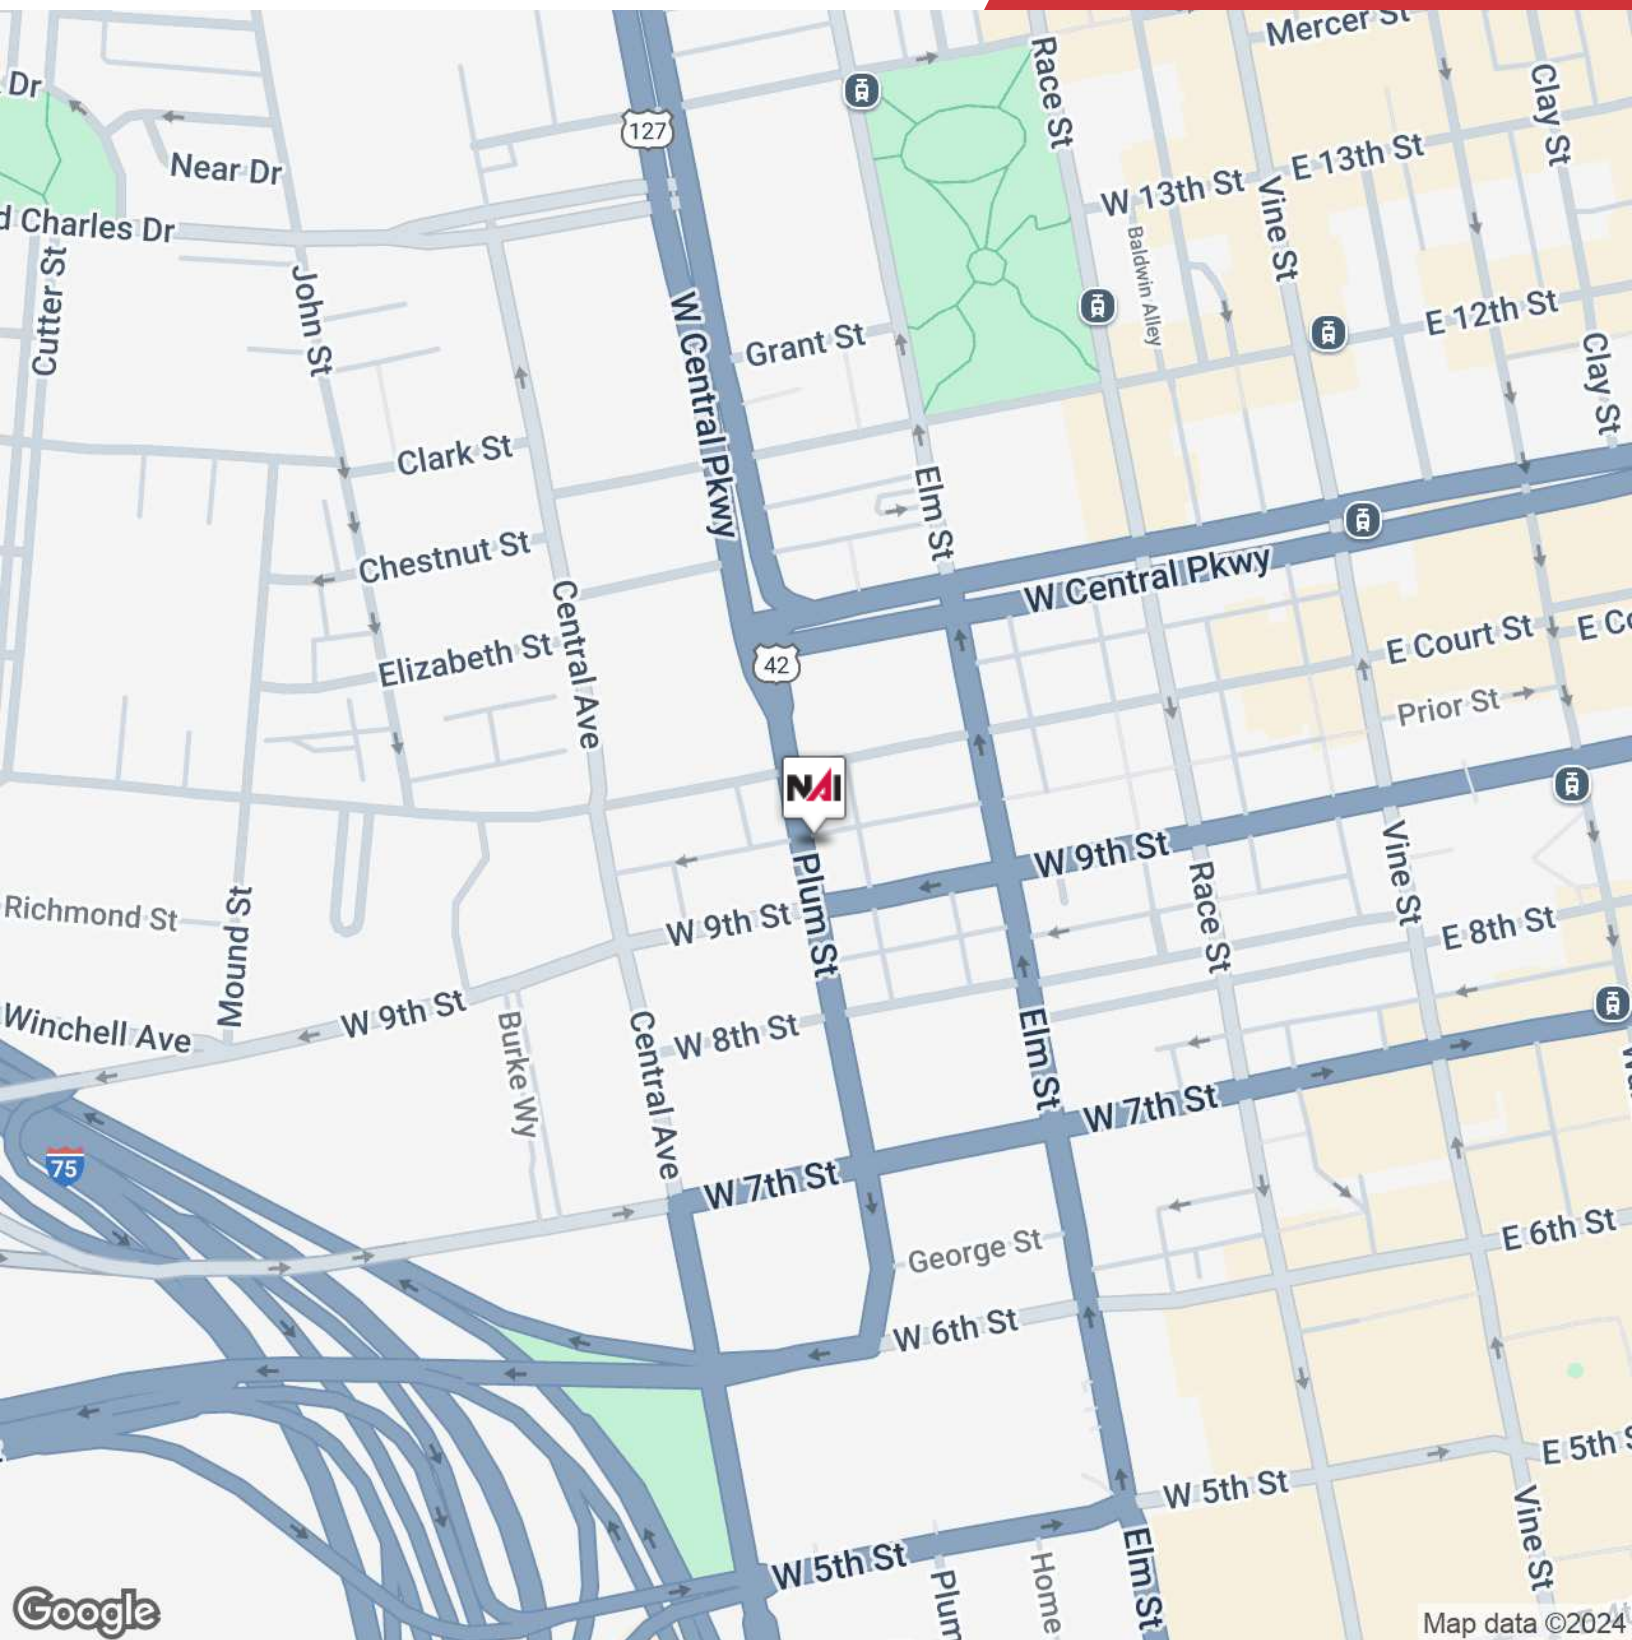 Mercer St
Dr
Race St
Clay St
127
Near Dr
E 13th St
W 13th St
Vine St
d Charles Dr
Baldwin Alley
Cutter St
John St
W Central Pkwy
Grant St
E 12th St
Clay St
Clark St
Elm St
Chestnut St
W Central Pkwy
Central Ave
E Court St
E Co
Elizabeth St
42
Prior St
NAI
W 9th St
Vine St
Plum St
Race St
Richmond St
Mound St
W 9th St
E 8th St
Winchell Ave
W 9th St
Burke Wy
Central Ave
W 8th St
Elm St
W 7th St
75
W 7th St
George St
E 6th St
W 6th St
E 5th S
W 5th St
Vine St
W 5th St
Elm St
Plum
Home
Google
Map data ©2024